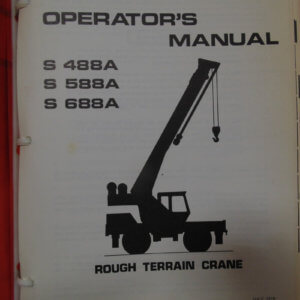 OPERATOR'S
MANUAL
S 488A
S 588A
S 688A
ROUGH TERRAIN CRANE